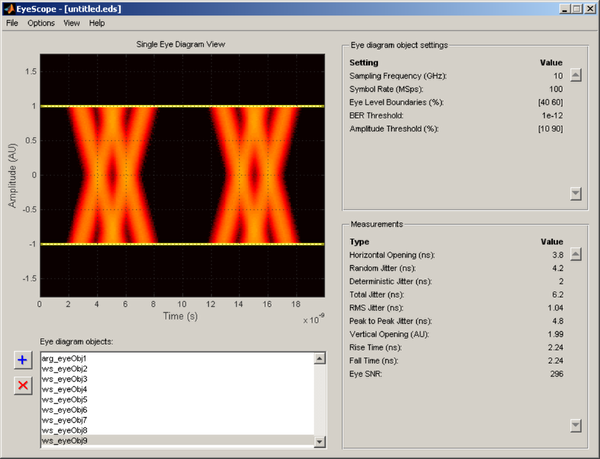 EyeScope - [untitled.eds]
File Options View Help
Single Eye Diagram View
1.5
1
0.5
0
-0.5
-1
-1.5
Amplitude (AU)
0 2 4 6 8 10 12 14 16 18
x 10^-9
Time (s)
Eye diagram objects:
arg_eyeObj1
ws_eyeObj2
ws_eyeObj3
ws_eyeObj4
ws_eyeObj5
ws_eyeObj6
ws_eyeObj7
ws_eyeObj8
ws_eyeObj9
Eye diagram object settings
Setting Value
Sampling Frequency (GHz): 10
Symbol Rate (MSps): 100
Eye Level Boundaries (%): [40 60]
BER Threshold: 1e-12
Amplitude Threshold (%): [10 90]
Measurements
Type Value
Horizontal Opening (ns): 3.8
Random Jitter (ns): 4.2
Deterministic Jitter (ns): 2
Total Jitter (ns): 6.2
RMS Jitter (ns): 1.04
Peak to Peak Jitter (ns): 4.8
Vertical Opening (AU): 1.99
Rise Time (ns): 2.24
Fall Time (ns): 2.24
Eye SNR: 296